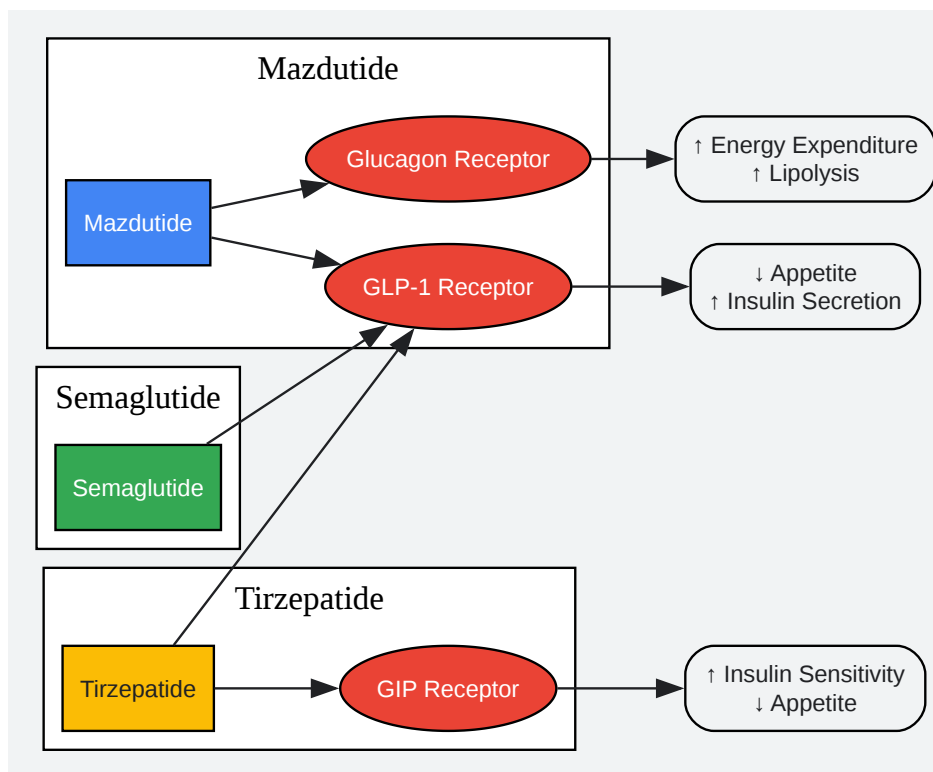 Mazdutide
Glucagon Receptor
↑ Energy Expenditure
↑ Lipolysis
Mazdutide
GLP-1 Receptor
↓ Appetite
↑ Insulin Secretion
Semaglutide
Semaglutide
Tirzepatide
Tirzepatide
GIP Receptor
↑ Insulin Sensitivity
↓ Appetite